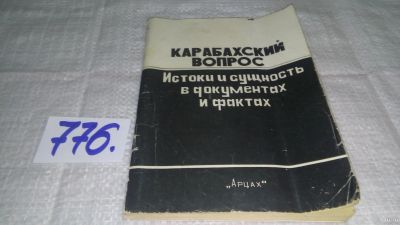 КАРАБАХСКИЙ
ВОПРОС
Истоки и сущность
в документах
и фактах
776.
„Арцах"